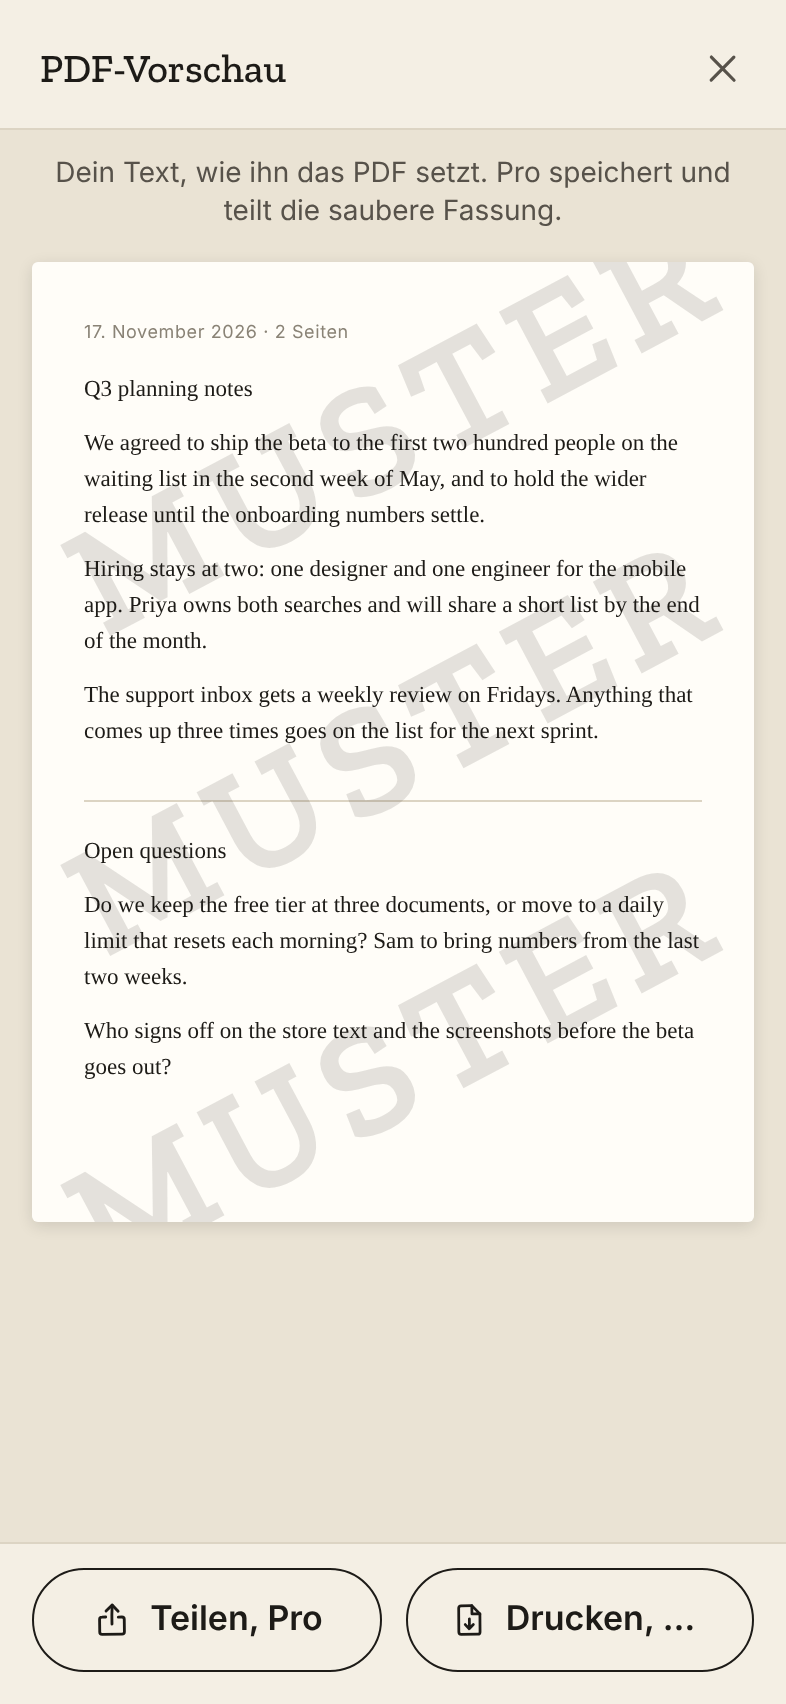 PDF-Vorschau
Dein Text, wie ihn das PDF setzt. Pro speichert und
teilt die saubere Fassung.
17. November 2026 · 2 Seiten
Q3 planning notes
We agreed to ship the beta to the first two hundred people on the
waiting list in the second week of May, and to hold the wider
release until the onboarding numbers settle.
Hiring stays at two: one designer and one engineer for the mobile
app. Priya owns both searches and will share a short list by the end
of the month.
The support inbox gets a weekly review on Fridays. Anything that
comes up three times goes on the list for the next sprint.
Open questions
Do we keep the free tier at three documents, or move to a daily
limit that resets each morning? Sam to bring numbers from the last
two weeks.
Who signs off on the store text and the screenshots before the beta
goes out?
MUSTER
MUSTER
MUSTER
Teilen, Pro
Drucken, ...